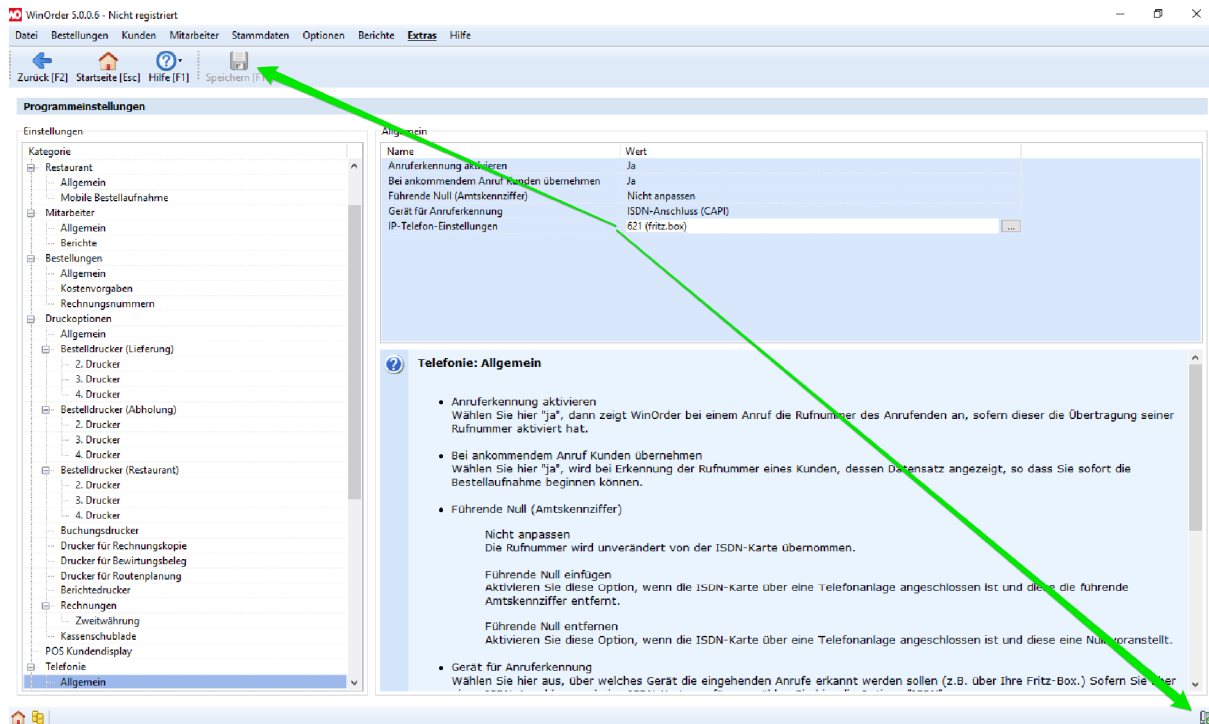 WinOrder 5.0.0.6 - Nicht registriert
Datei Bestellungen Kunden Mitarbeiter Stammdaten Optionen Berichte Extras Hilfe
Zurück [F2] Startseite [Esc] Hilfe [F1] Speichern
Programmeinstellungen
Einstellungen
Kategorie
Restaurant
Allgemein
Mobile Bestellaufnahme
Mitarbeiter
Allgemein
Berichte
Bestellungen
Allgemein
Kostenvorgaben
Rechnungsnummern
Druckoptionen
Allgemein
Bestelldrucker (Lieferung)
2. Drucker
3. Drucker
4. Drucker
Bestelldrucker (Abholung)
2. Drucker
3. Drucker
4. Drucker
Bestelldrucker (Restaurant)
2. Drucker
3. Drucker
4. Drucker
Buchungsdrucker
Drucker für Rechnungskopie
Drucker für Bewirtungsbeleg
Drucker für Routenplanung
Berichtedrucker
Rechnungen
Zweitwährung
Kassenschublade
POS Kundendisplay
Telefonie
Allgemein
Allgemein
Name Wert
Anruferkennung aktivieren Ja
Bei ankommendem Anruf Kunden übernehmen Ja
Führende Null (Amtskennziffer) Nicht anpassen
Gerät für Anruferkennung ISDN-Anschluss (CAPI)
IP-Telefon-Einstellungen 621 (fritz.box) ...
Telefonie: Allgemein
• Anruferkennung aktivieren
Wählen Sie hier "ja", dann zeigt WinOrder bei einem Anruf die Rufnummer des Anrufenden an, sofern dieser die Übertragung seiner
Rufnummer aktiviert hat.
• Bei ankommendem Anruf Kunden übernehmen
Wählen Sie hier "ja", wird bei Erkennung der Rufnummer eines Kunden, dessen Datensatz angezeigt, so dass Sie sofort die
Bestellaufnahme beginnen können.
• Führende Null (Amtskennziffer)
Nicht anpassen
Die Rufnummer wird unverändert von der ISDN-Karte übernommen.
Führende Null einfügen
Aktivieren Sie diese Option, wenn die ISDN-Karte über eine Telefonanlage angeschlossen ist und diese die führende
Amtskennziffer entfernt.
Führende Null entfernen
Aktivieren Sie diese Option, wenn die ISDN-Karte über eine Telefonanlage angeschlossen ist und diese eine Null voranstellt.
• Gerät für Anruferkennung
Wählen Sie hier aus, über welches Gerät die eingehenden Anrufe erkannt werden sollen (z.B. über Ihre Fritz-Box.) Sofern Sie über